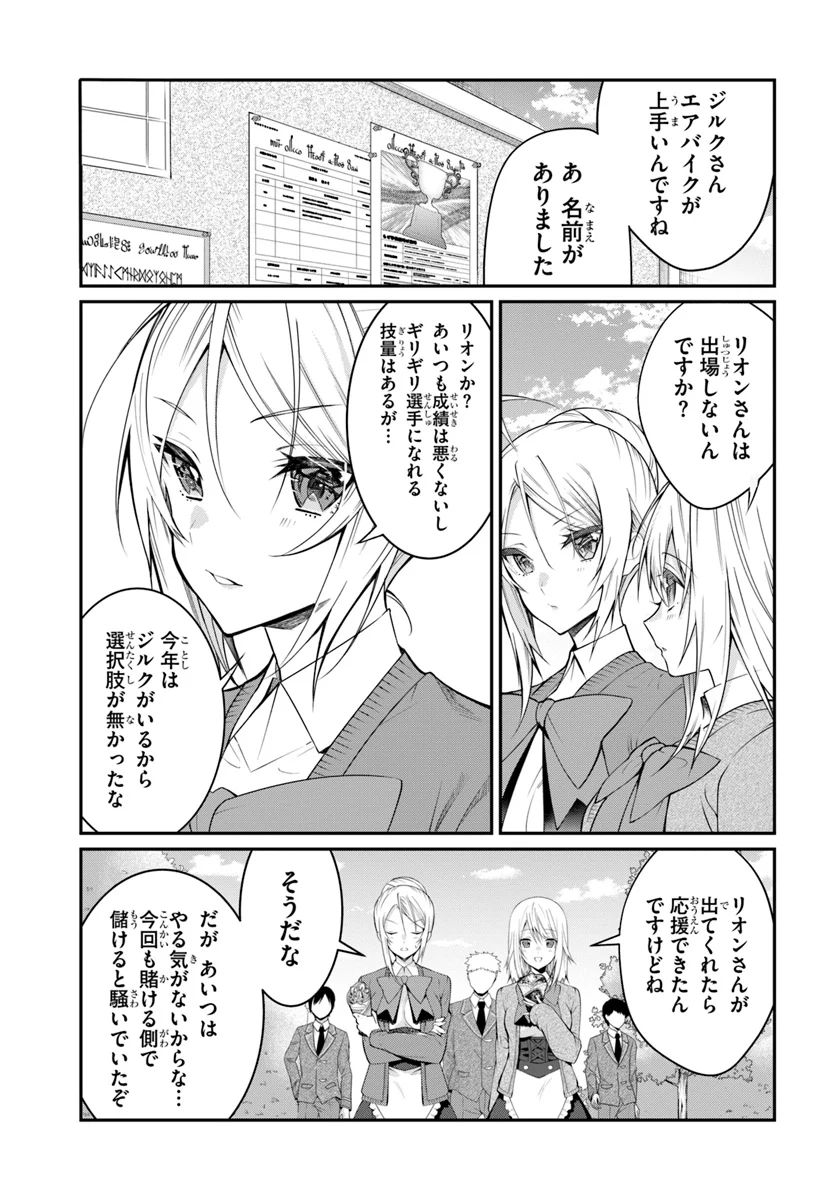 ジルクさん
エアバイクが
上手いんですね
あ 名前が
ありました
リオンさんは
出場しないん
ですか?
リオンか?
あいつも成績は悪くないし
ギリギリ選手になれる
技量はあるが…
今年は
ジルクがいるから
選択肢が無かったな
リオンさんが
出てくれたら
応援できたん
ですけどね
そうだな
だが あいつは
やる気がないからな…
今回も賭ける側で
儲けると騒いでいたぞ